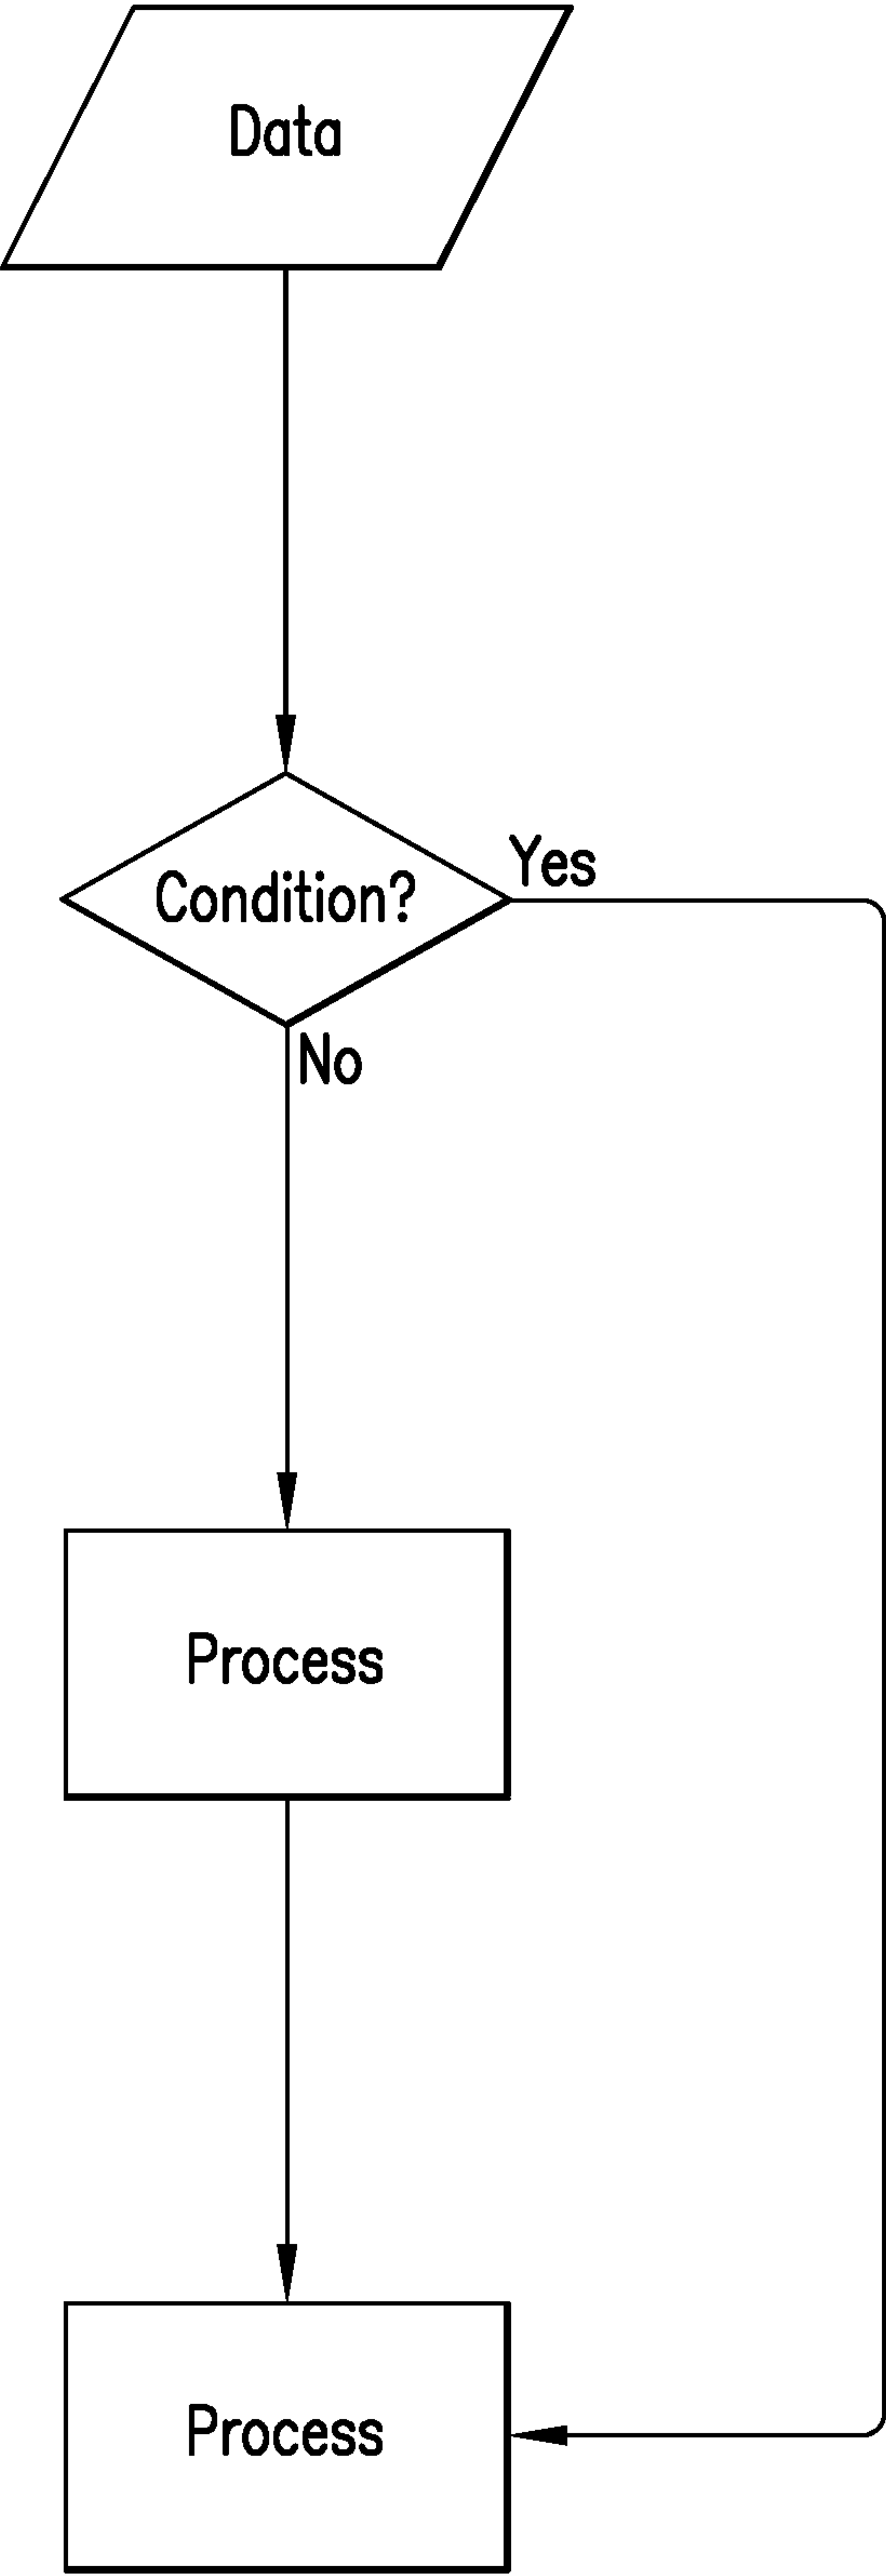 Data
Condition?
Yes
No
Process
Process